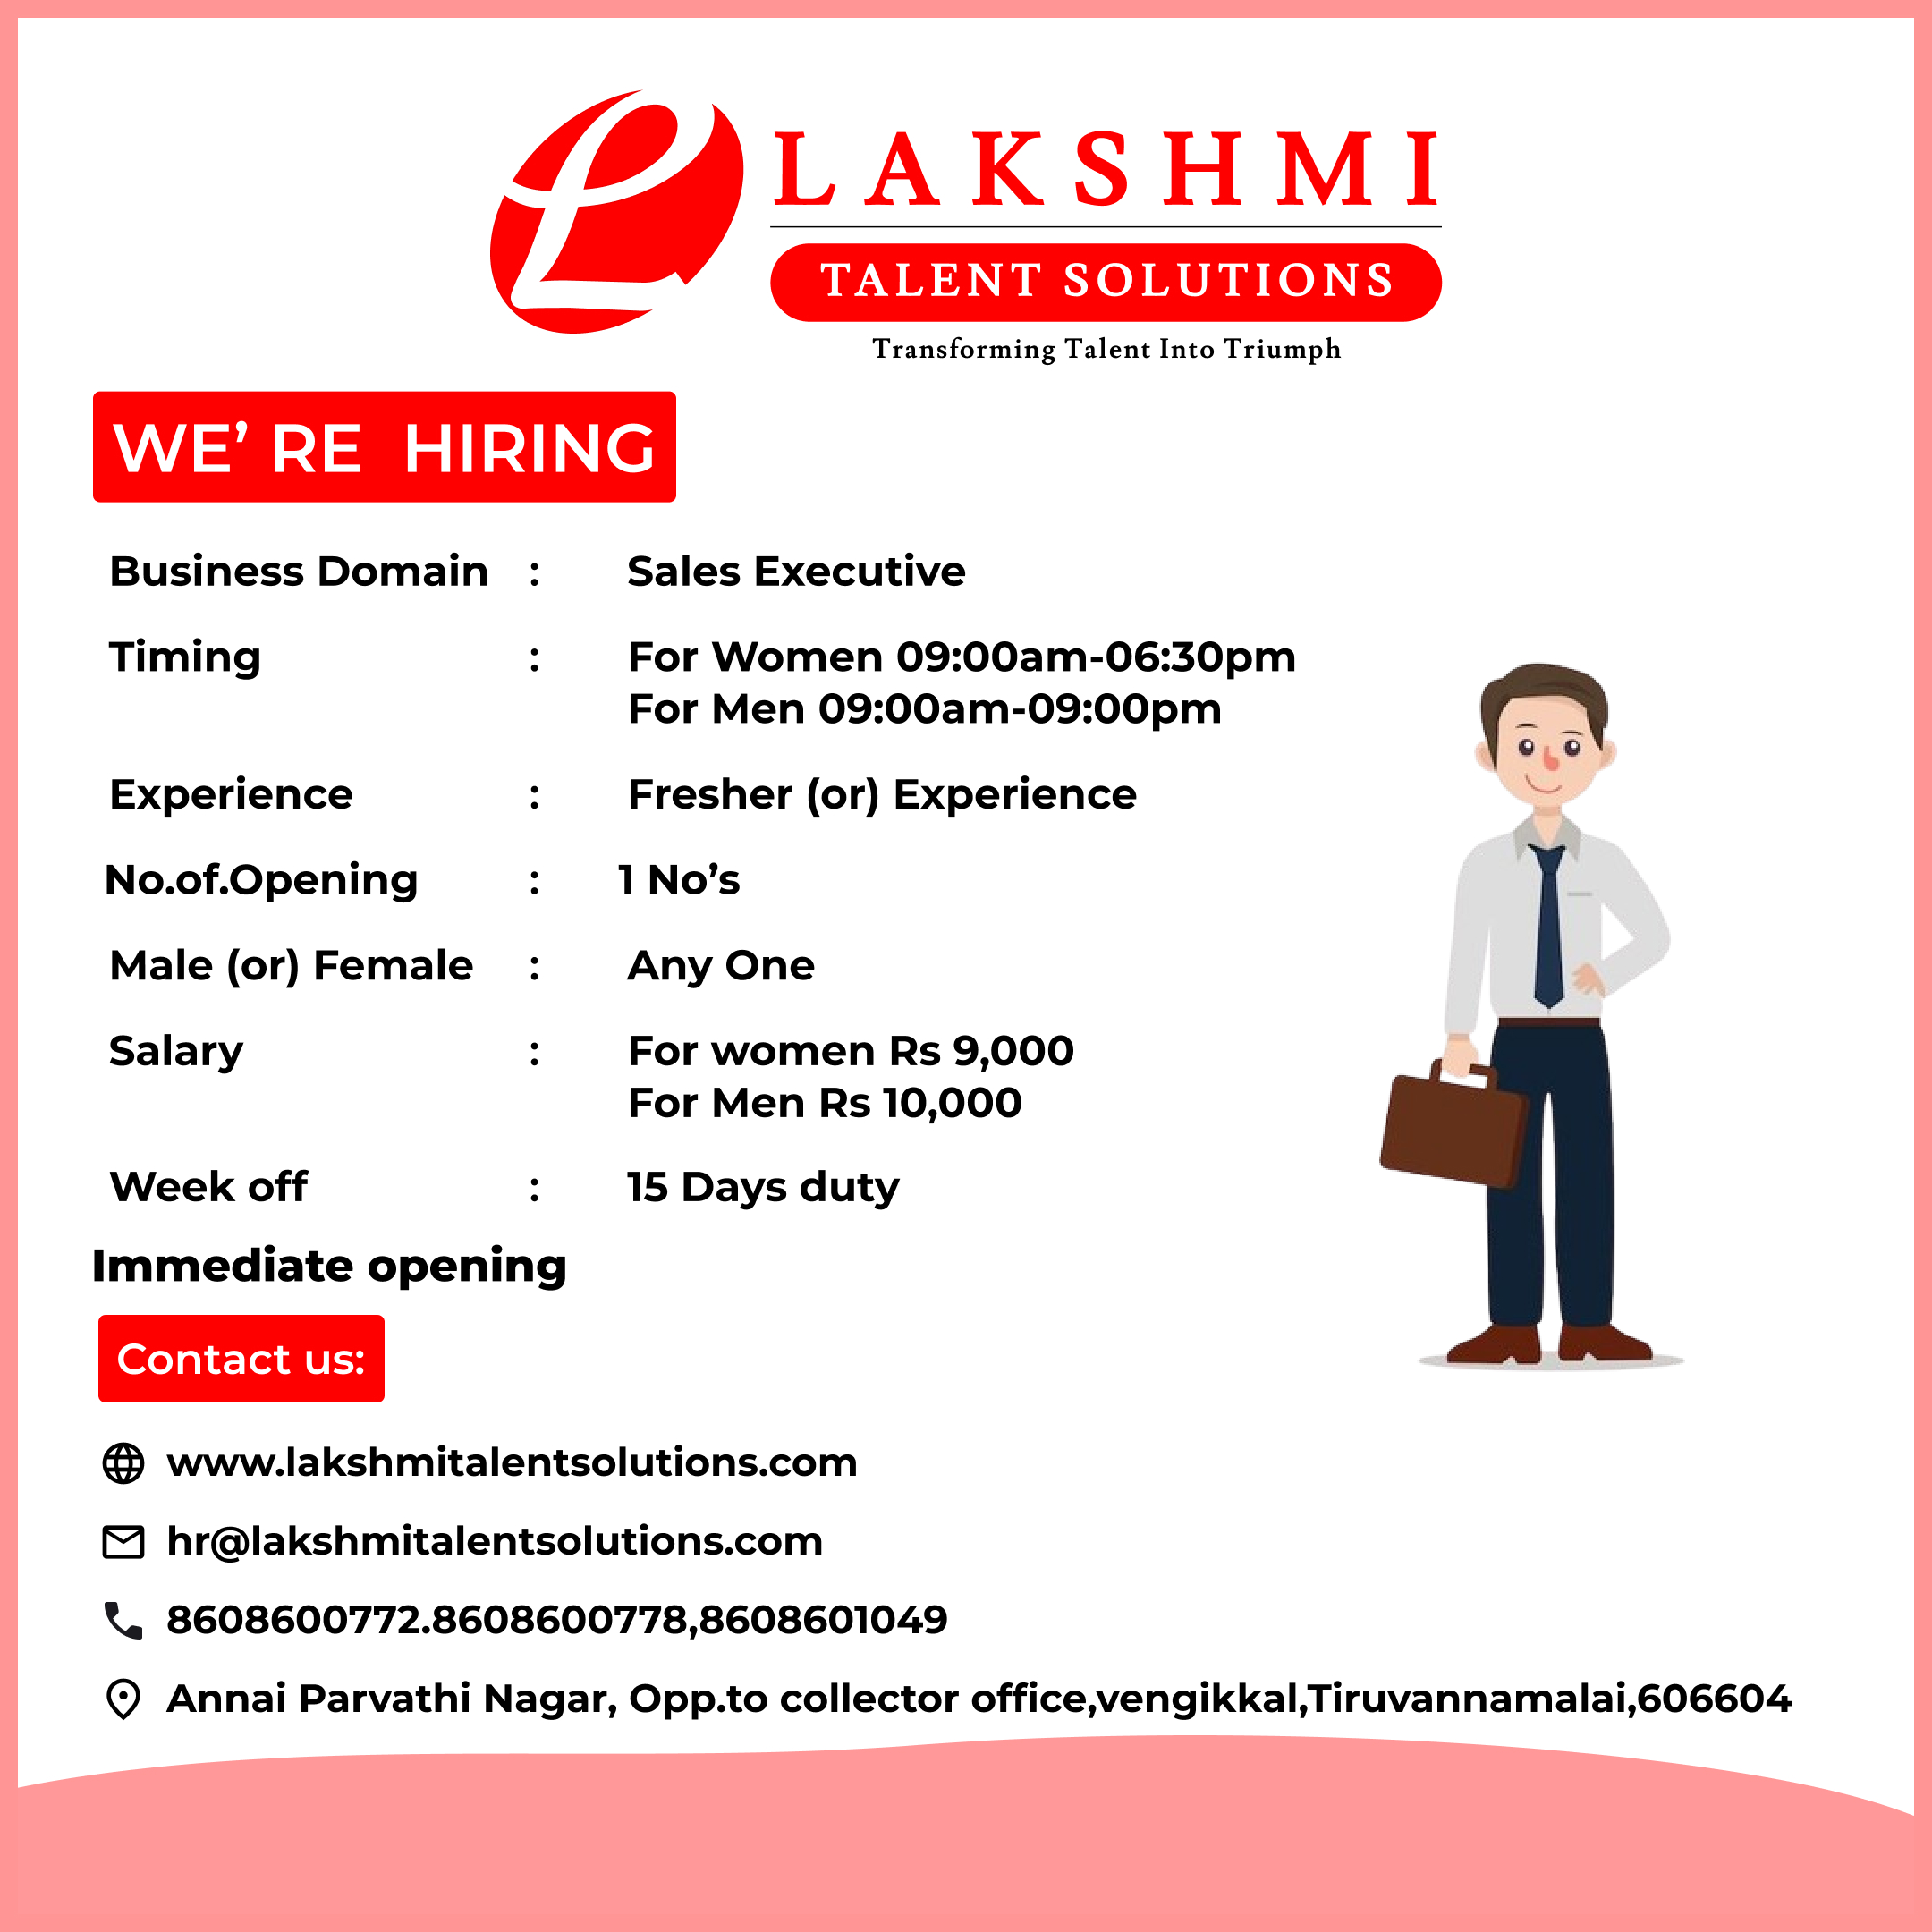 LAKSHMI
TALENT SOLUTIONS
Transforming Talent Into Triumph
WE’ RE HIRING
Business Domain : Sales Executive
Timing : For Women 09:00am-06:30pm
For Men 09:00am-09:00pm
Experience : Fresher (or) Experience
No.of.Opening : 1 No’s
Male (or) Female : Any One
Salary : For women Rs 9,000
For Men Rs 10,000
Week off : 15 Days duty
Immediate opening
Contact us:
www.lakshmitalentsolutions.com
hr@lakshmitalentsolutions.com
8608600772.8608600778,8608601049
Annai Parvathi Nagar, Opp.to collector office,vengikkal,Tiruvannamalai,606604